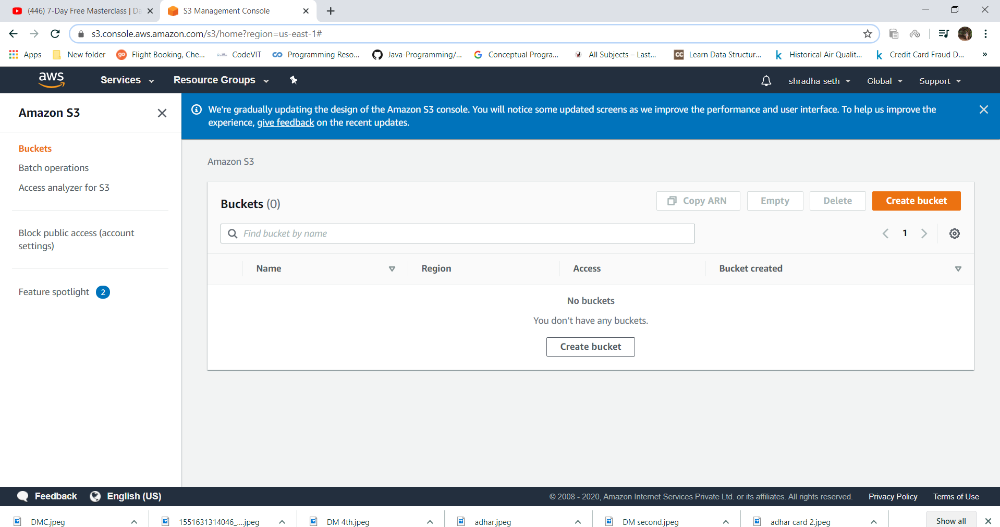 (446) 7-Day Free Masterclass | Da
S3 Management Console
s3.console.aws.amazon.com/s3/home?region=us-east-1#
Apps
New folder
go
Flight Booking, Che...
CodeVIT
Programming Reso...
Java-Programming/...
G
Conceptual Progra...
All Subjects – Last...
CC
Learn Data Structur...
k
Historical Air Qualit...
k
Credit Card Fraud D...
»
aws
Services
Resource Groups
shradha seth
Global
Support
Amazon S3
We're gradually updating the design of the Amazon S3 console. You will notice some updated screens as we improve the performance and user interface. To help us improve the
experience, give feedback on the recent updates.
Buckets
Batch operations
Access analyzer for S3
Block public access (account
settings)
Feature spotlight 2
Amazon S3
Buckets (0)
Copy ARN
Empty
Delete
Create bucket
Find bucket by name
1
Name
Region
Access
Bucket created
No buckets
You don't have any buckets.
Create bucket
Feedback
English (US)
© 2008 - 2020, Amazon Internet Services Private Ltd. or its affiliates. All rights reserved.
Privacy Policy
Terms of Use
DMC.jpeg
1551631314046_....jpeg
DM 4th.jpeg
adhar.jpeg
DM second.jpeg
adhar card 2.jpeg
Show all